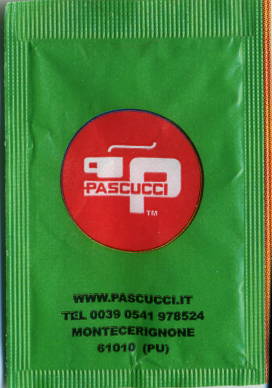 PASCUCCI
TM
WWW.PASCUCCI.IT
TEL 0039 0541 978524
MONTECERIGNONE
61010 (PU)